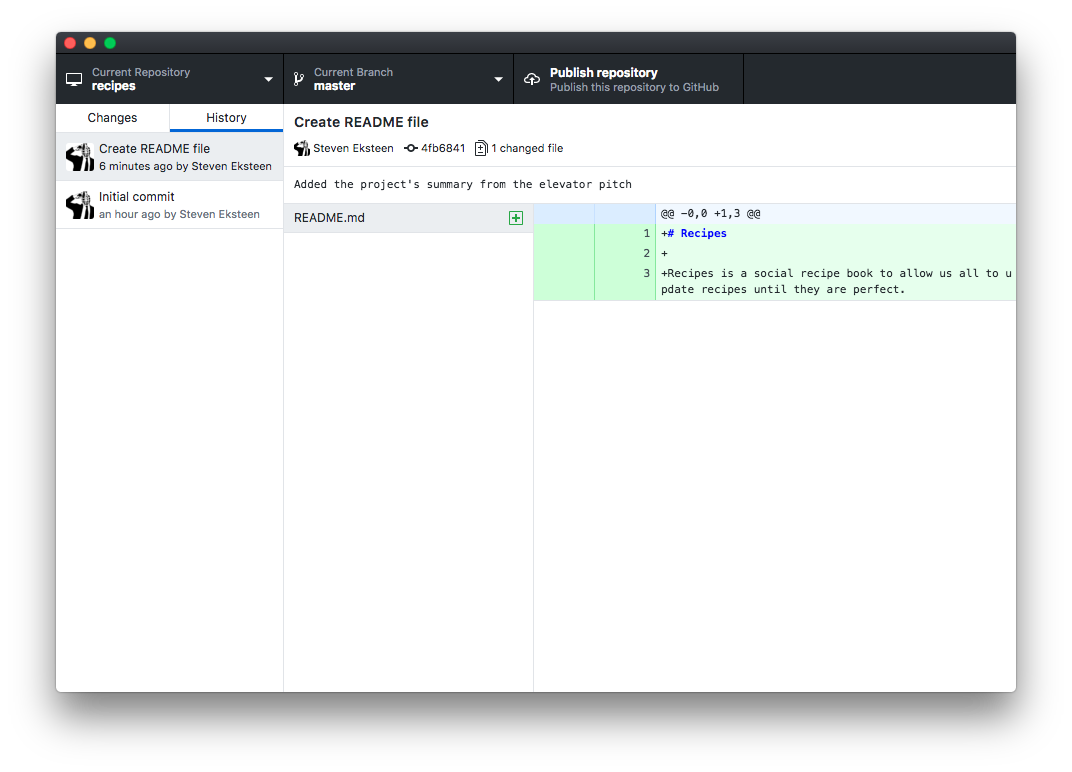 Current Repository
recipes
Current Branch
master
Publish repository
Publish this repository to GitHub
Changes
History
Create README file
6 minutes ago by Steven Eksteen
Initial commit
an hour ago by Steven Eksteen
Create README file
Steven Eksteen 4fb6841 1 changed file
Added the project's summary from the elevator pitch
README.md
@@ -0,0 +1,3 @@
1 +# Recipes
2 +
3 +Recipes is a social recipe book to allow us all to u
pdate recipes until they are perfect.